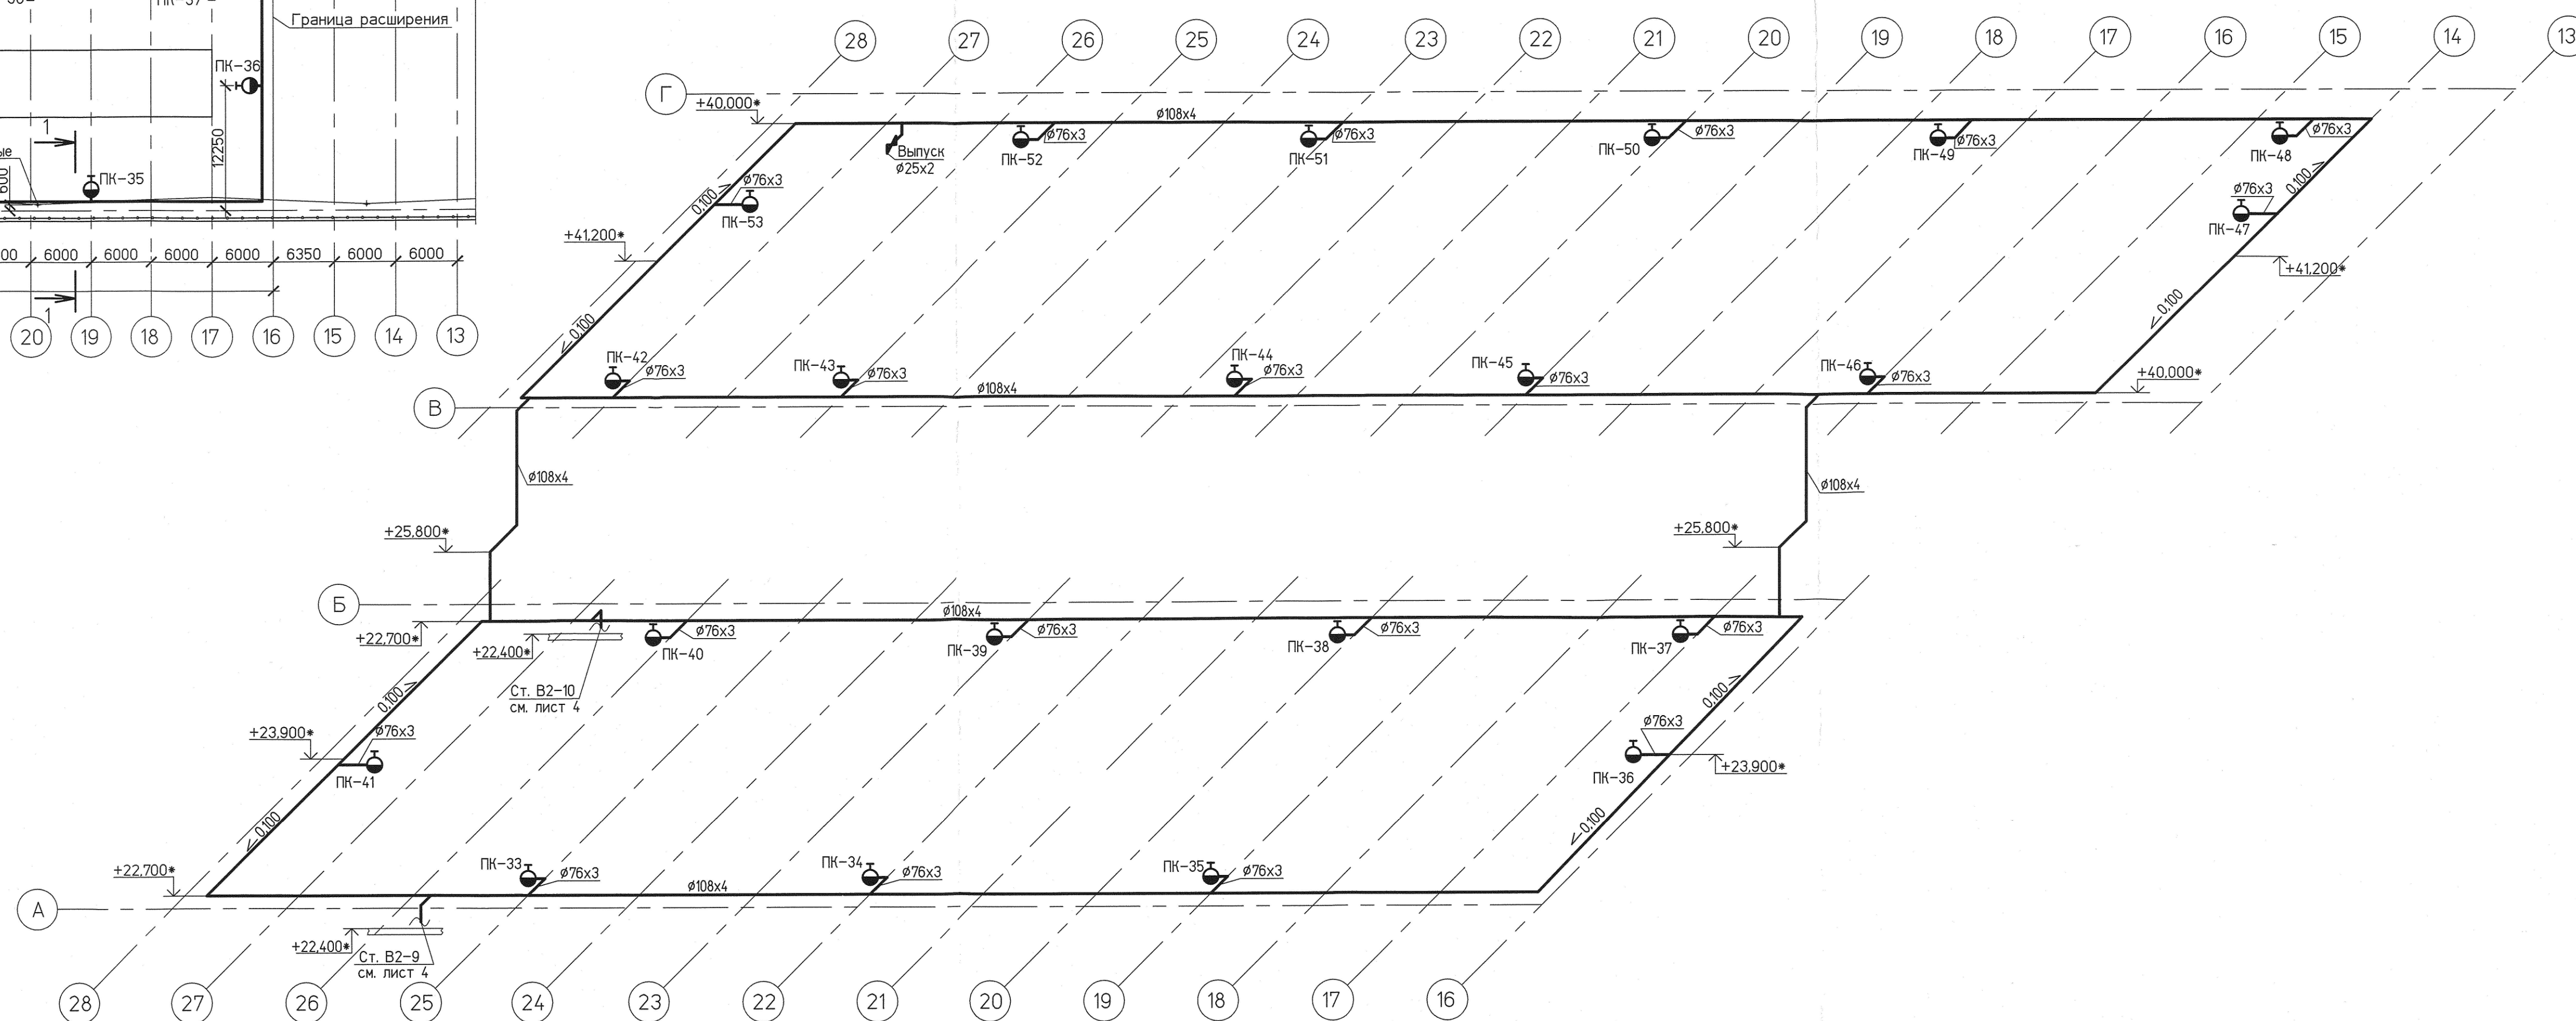 ПК-36
12250
1
ПК-35
600
6000
6000
6000
6000
6350
6000
6000
1
20
19
18
17
16
15
14
13
Граница расширения
28
27
26
25
24
23
22
21
20
19
18
17
16
15
14
Г
+40,000*
ø108x4
Выпуск
ø25x2
ø76x3
ПК-52
ø76x3
ПК-51
ø76x3
ПК-50
ø76x3
ПК-49
ø76x3
ПК-48
0,100
ø76x3
ПК-53
0,100
ø76x3
ПК-47
+41,200*
+41,200*
0,100
0,100
ПК-42
ø76x3
ПК-43
ø76x3
ПК-44
ø76x3
ПК-45
ø76x3
ПК-46
ø76x3
+40,000*
ø108x4
В
ø108x4
ø108x4
+25,800*
+25,800*
Б
ø108x4
+22,700*
+22,400*
ø76x3
ПК-40
ø76x3
ПК-39
ø76x3
ПК-38
ø76x3
ПК-37
Ст. В2-10
см. лист 4
0,100
0,100
+23,900*
ø76x3
ПК-41
ø76x3
ПК-36
+23,900*
0,100
0,100
+22,700*
ПК-33
ø76x3
ПК-34
ø76x3
ПК-35
ø76x3
ø108x4
А
+22,400*
Ст. В2-9
см. лист 4
28
27
26
25
24
23
22
21
20
19
18
17
16